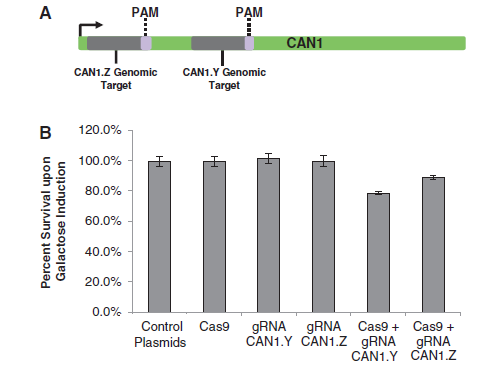 A
PAM PAM
CAN1
CAN1.Z Genomic Target
CAN1.Y Genomic Target
B
Percent Survival upon
Galactose Induction
120.0%
100.0%
80.0%
60.0%
40.0%
20.0%
0.0%
Control Plasmids
Cas9
gRNA CAN1.Y
gRNA CAN1.Z
Cas9 + gRNA CAN1.Y
Cas9 + gRNA CAN1.Z